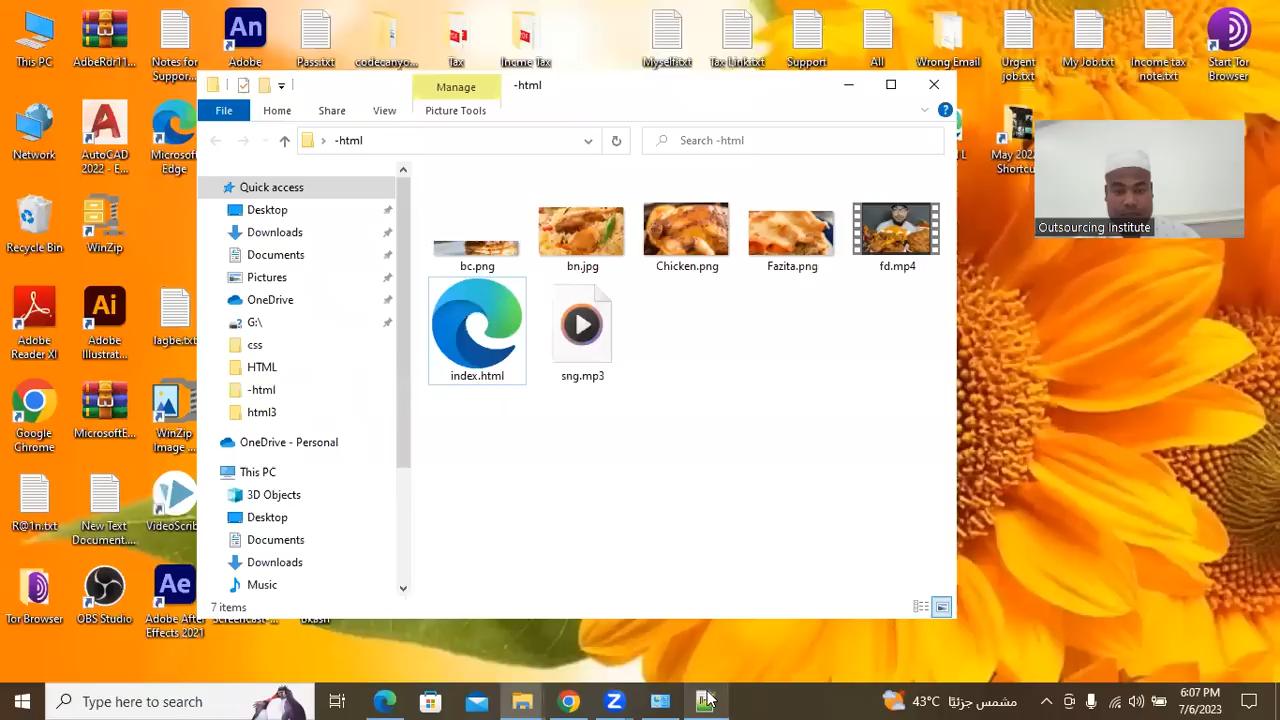 This PC
AdbeRdr11...
Notes for Suppor...
Adobe
Pass.txt
codecanyo...
Tax
Incme Tax
Myself.txt
Tax Link.txt
Support
All
Wrong Email
Urgent job.txt
My Job.txt
Income tax note.txt
Start Tor Browser
Manage
-html
File
Home
Share
View
Picture Tools
-html
Search -html
Network
AutoCAD 2022 - E...
Microsoft Edge
May 202
Shortcu
Outsourcing Institute
Quick access
Desktop
Downloads
Documents
Pictures
OneDrive
G:\
css
HTML
-html
html3
OneDrive - Personal
This PC
3D Objects
Desktop
Documents
Downloads
Music
bc.png
bn.jpg
Chicken.png
Fazita.png
fd.mp4
index.html
sng.mp3
7 items
Recycle Bin
WinZip
Adobe Reader XI
Adobe Illustrat...
lagbe.txt
Google Chrome
MicrosoftE...
WinZip Image ...
R@1n.txt
New Text Document....
VideoScrib
Tor Browser
OBS Studio
Adobe After Effects 2021
Type here to search
43°C مشمس جزئيًا
6:07 PM
7/6/2023